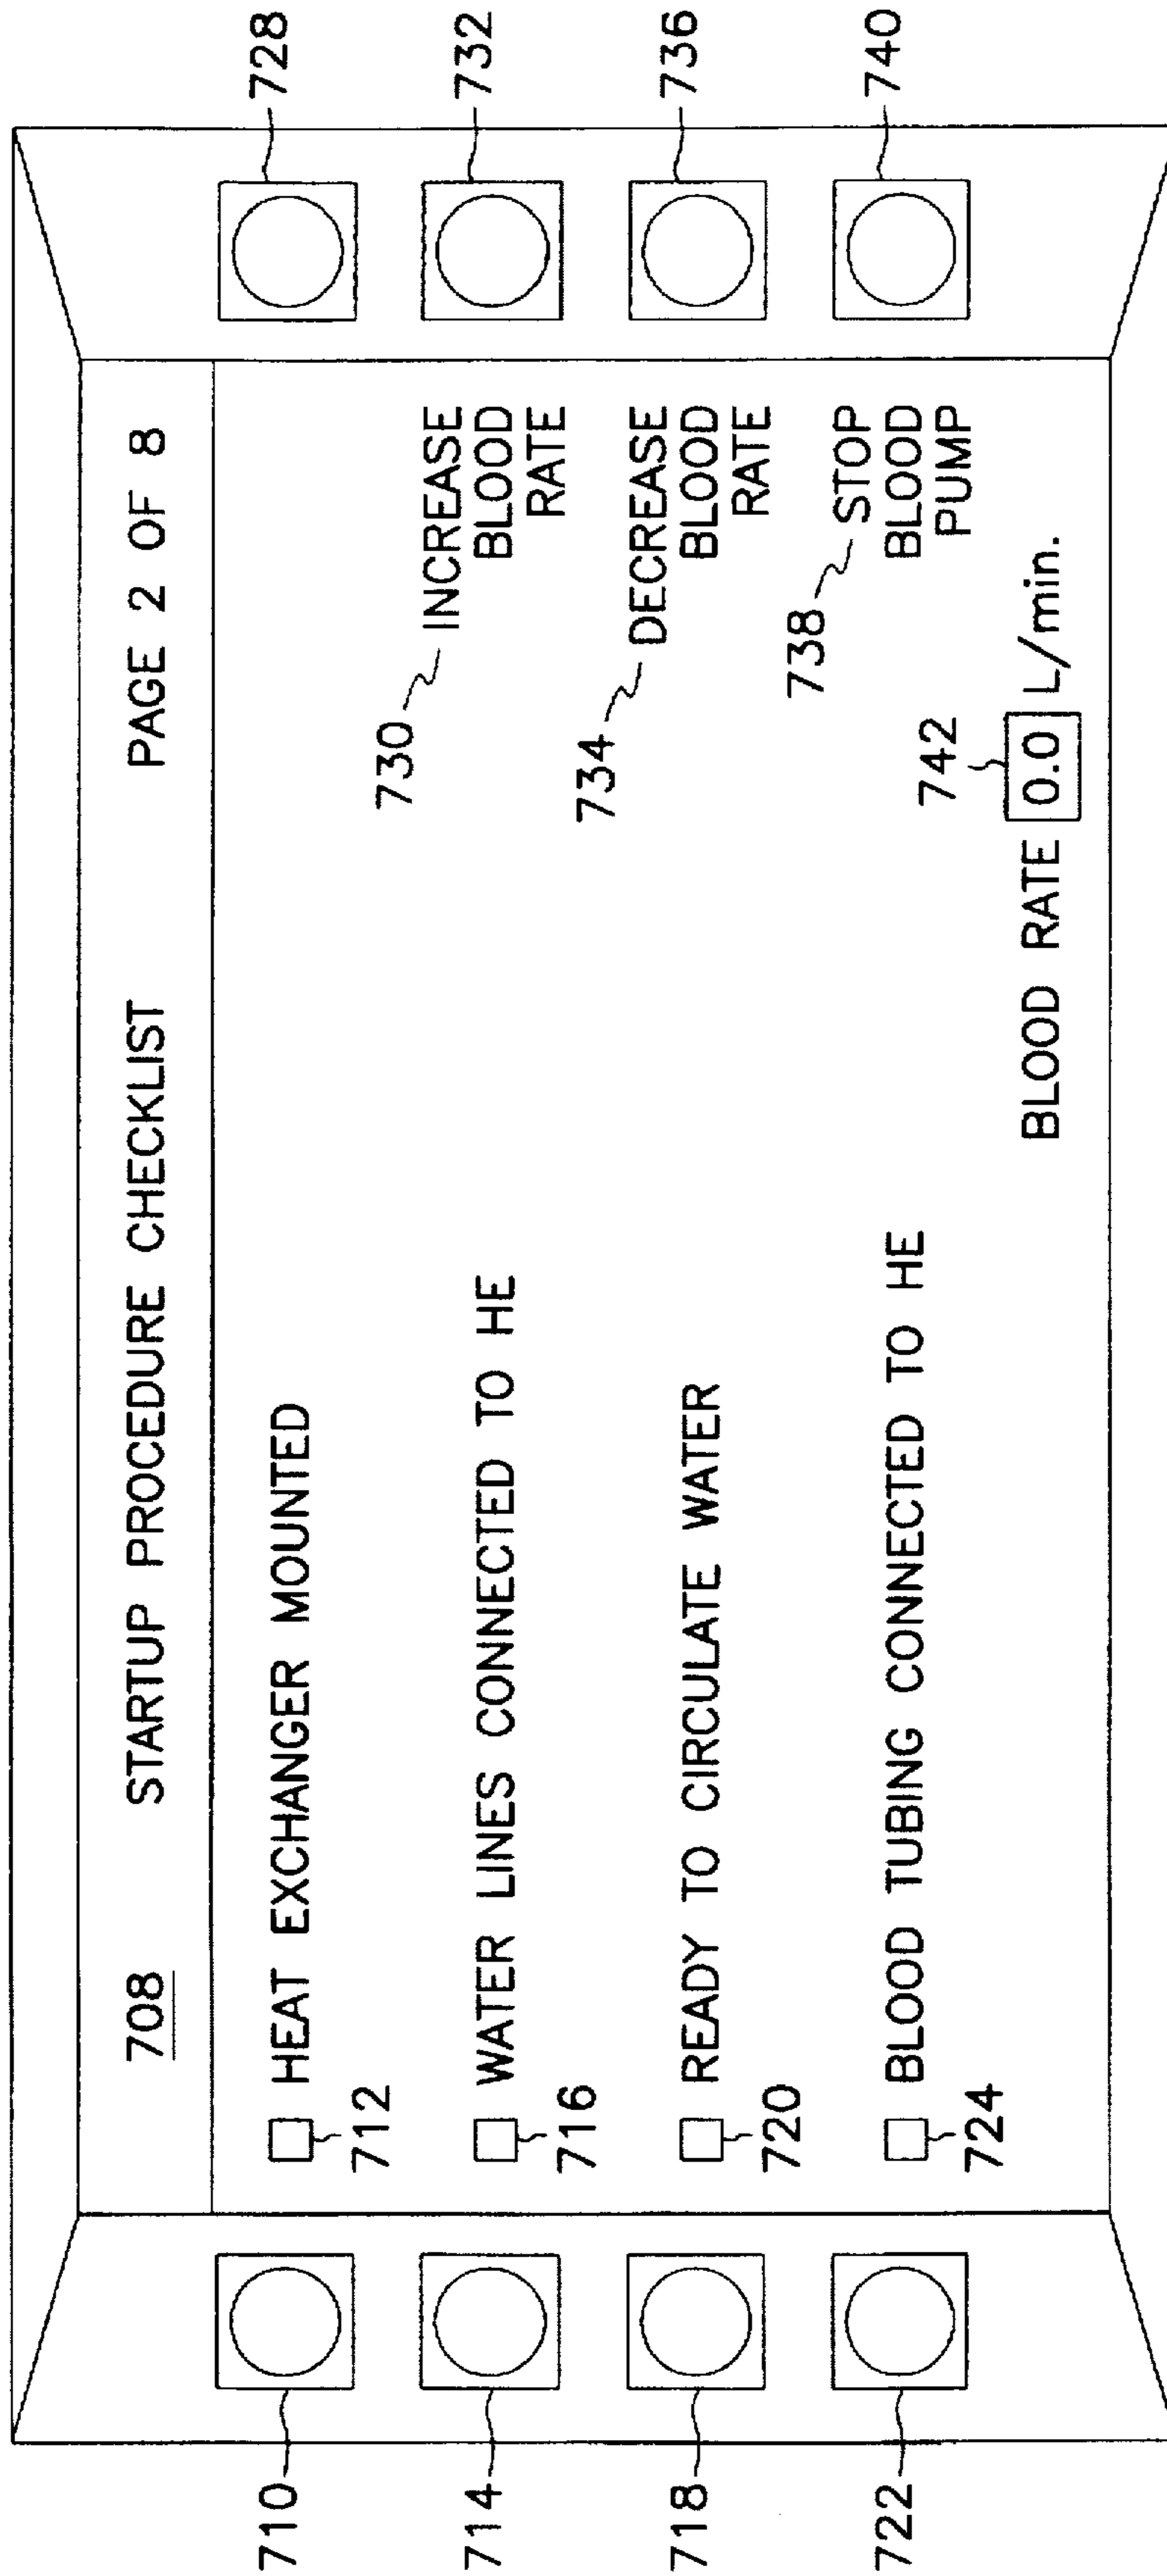 708 STARTUP PROCEDURE CHECKLIST PAGE 2 OF 8
710
HEAT EXCHANGER MOUNTED
712
728
714
WATER LINES CONNECTED TO HE
716
730 INCREASE
BLOOD
RATE
732
718
READY TO CIRCULATE WATER
720
734 DECREASE
BLOOD
RATE
736
722
BLOOD TUBING CONNECTED TO HE
724
738 STOP
BLOOD
PUMP
740
742
BLOOD RATE 0.0 L/min.